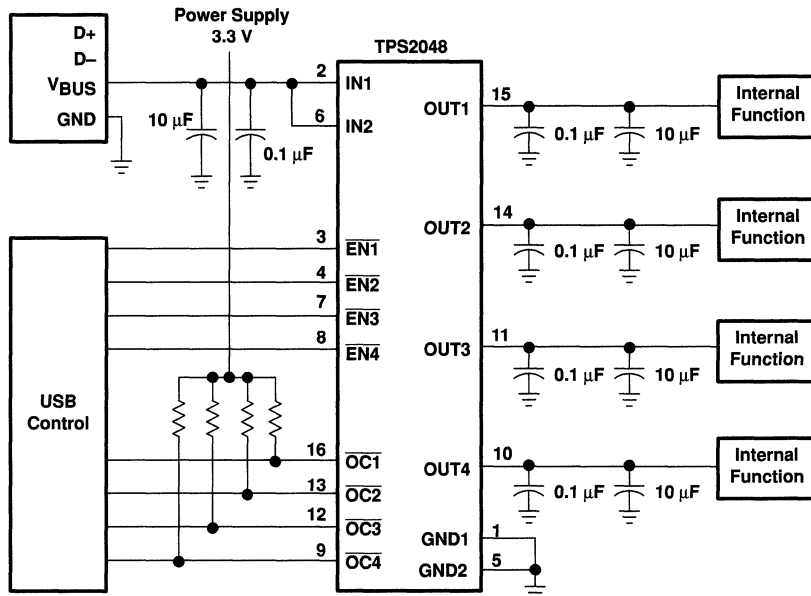 Power Supply
3.3 V
D+
D–
VBUS
GND
10 µF
0.1 µF
TPS2048
2
IN1
6
IN2
3
EN1
4
EN2
7
EN3
8
EN4
USB
Control
16
OC1
13
OC2
12
OC3
9
OC4
OUT1
15
0.1 µF
10 µF
Internal
Function
OUT2
14
0.1 µF
10 µF
Internal
Function
OUT3
11
0.1 µF
10 µF
Internal
Function
OUT4
10
0.1 µF
10 µF
Internal
Function
GND1
1
GND2
5